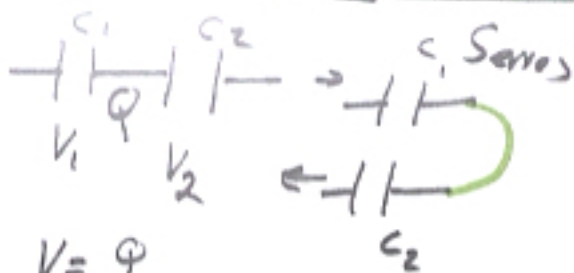 C1 C2
C1 Series
Q
V1 V2
C2
V = Q